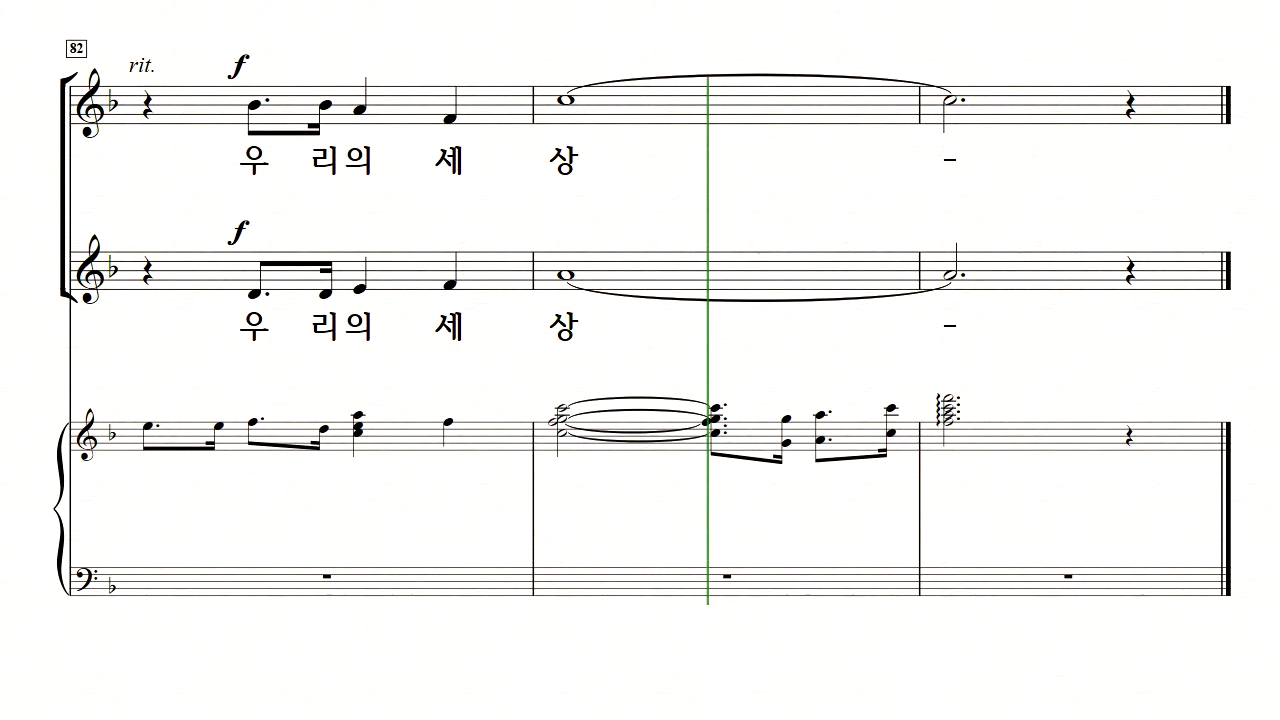 82
rit.
f
우 리 의 세 상 -
f
우 리 의 세 상 -